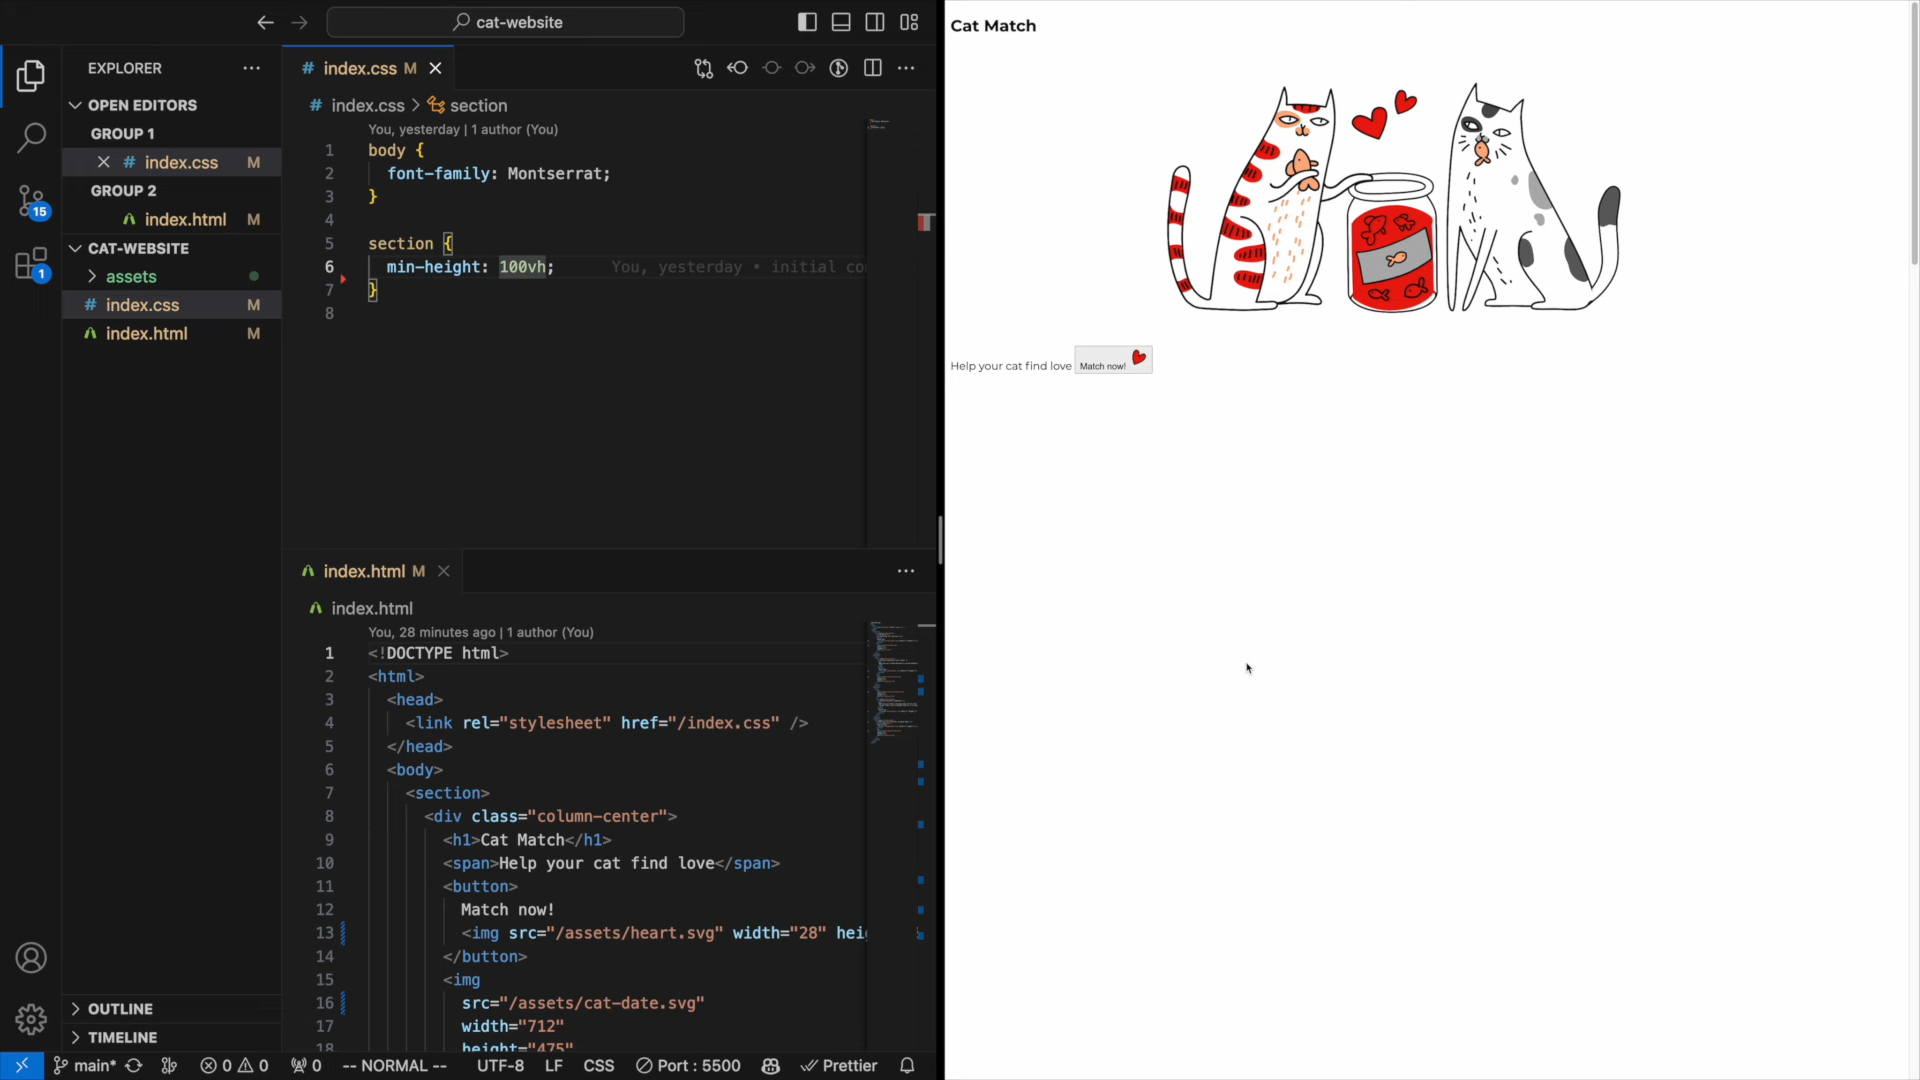 cat-website
EXPLORER
OPEN EDITORS
GROUP 1
index.css M
GROUP 2
index.html M
CAT-WEBSITE
assets
index.css M
index.html M
15
1
OUTLINE
TIMELINE
# index.css M
# index.css > section
You, yesterday | 1 author (You)
1 body {
2 font-family: Montserrat;
3 }
4
5 section {
6 min-height: 100vh; You, yesterday • initial co
7 }
8
index.html M
index.html
You, 28 minutes ago | 1 author (You)
1 <!DOCTYPE html>
2 <html>
3 <head>
4 <link rel="stylesheet" href="/index.css" />
5 </head>
6 <body>
7 <section>
8 <div class="column-center">
9 <h1>Cat Match</h1>
10 <span>Help your cat find love</span>
11 <button>
12 Match now!
13 <img src="/assets/heart.svg" width="28" hei
14 </button>
15 <img
16 src="/assets/cat-date.svg"
17 width="712"
18 height="475"
main* 0 0 0 -- NORMAL -- UTF-8 LF CSS Port : 5500 Prettier
Cat Match
Help your cat find love Match now!